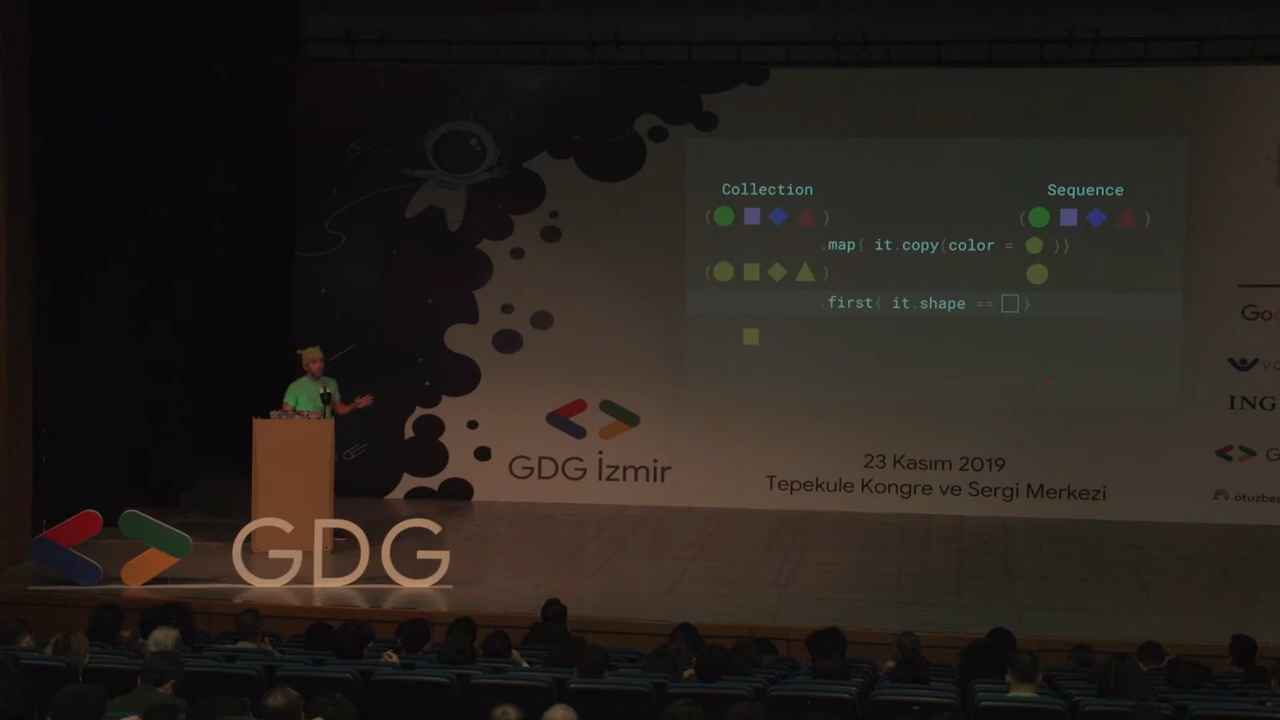 Collection
Sequence
.map{ it.copy(color = )}
.first{ it.shape == }
GDG İzmir
23 Kasım 2019
Tepekule Kongre ve Sergi Merkezi
ING
GDG